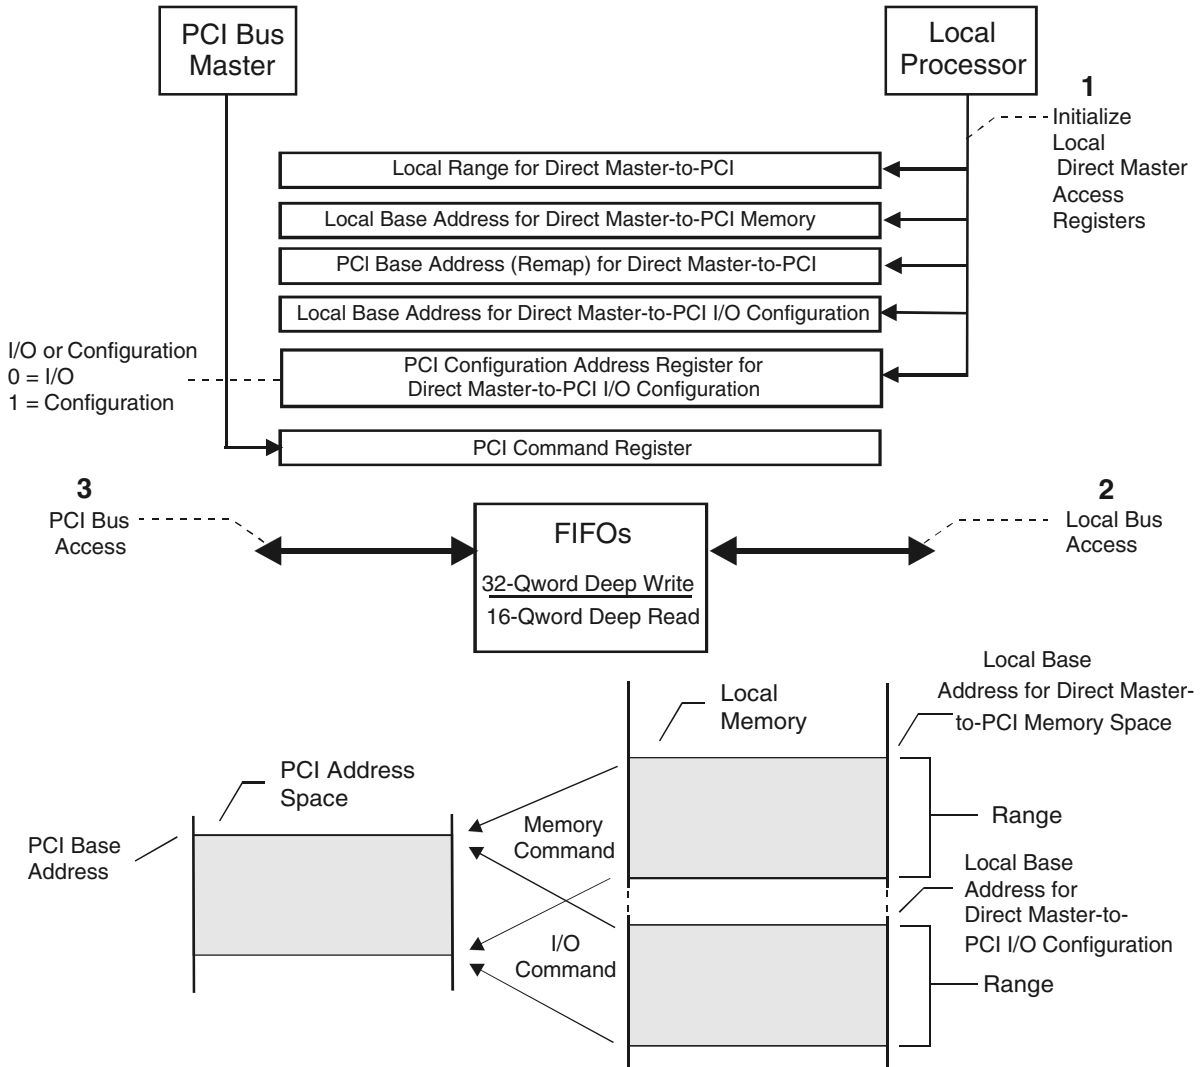 PCI Bus
Master
Local
Processor
1
Initialize
Local
Direct Master
Access
Registers
Local Range for Direct Master-to-PCI
Local Base Address for Direct Master-to-PCI Memory
PCI Base Address (Remap) for Direct Master-to-PCI
Local Base Address for Direct Master-to-PCI I/O Configuration
I/O or Configuration
0 = I/O
1 = Configuration
PCI Configuration Address Register for
Direct Master-to-PCI I/O Configuration
PCI Command Register
3
PCI Bus
Access
FIFOs
32-Qword Deep Write
16-Qword Deep Read
2
Local Bus
Access
Local Base
Address for Direct Master-
to-PCI Memory Space
Local
Memory
PCI Address
Space
PCI Base
Address
Memory
Command
Range
Local Base
Address for
Direct Master-to-
PCI I/O Configuration
I/O
Command
Range